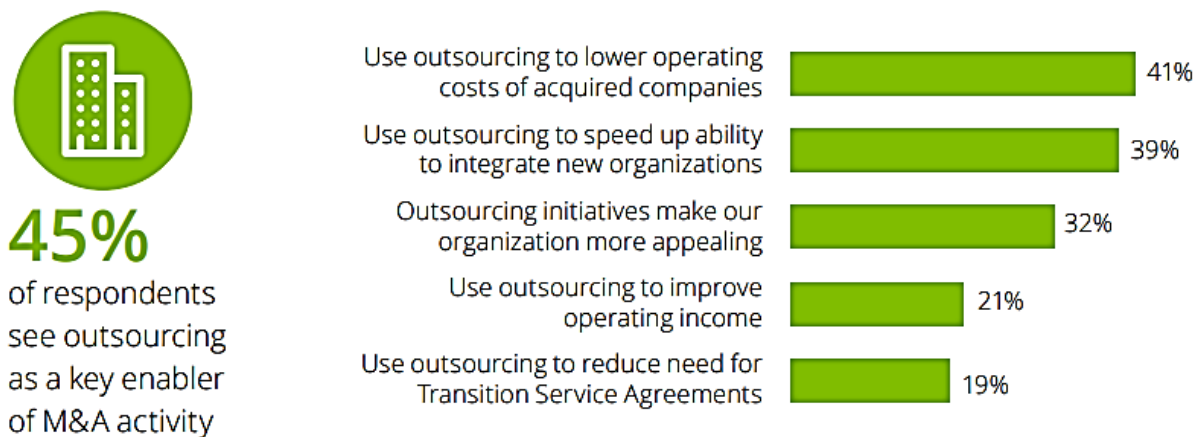 45%
of respondents
see outsourcing
as a key enabler
of M&A activity
Use outsourcing to lower operating
costs of acquired companies
41%
Use outsourcing to speed up ability
to integrate new organizations
39%
Outsourcing initiatives make our
organization more appealing
32%
Use outsourcing to improve
operating income
21%
Use outsourcing to reduce need for
Transition Service Agreements
19%